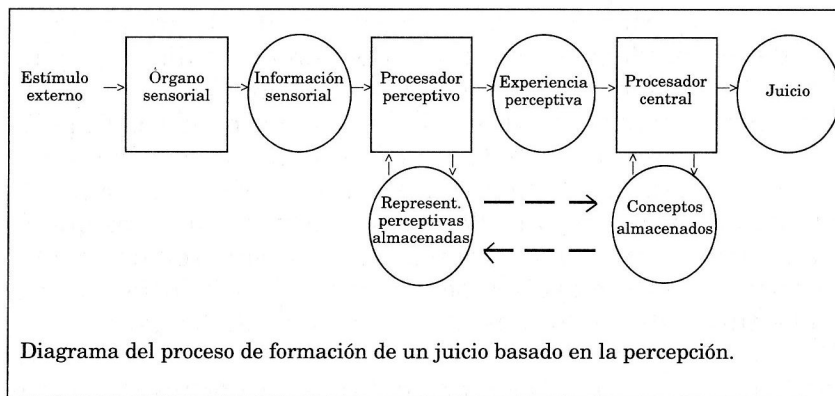 Estímulo externo
Órgano sensorial
Información sensorial
Procesador perceptivo
Experiencia perceptiva
Procesador central
Juicio
Represent. perceptivas almacenadas
Conceptos almacenados
Diagrama del proceso de formación de un juicio basado en la percepción.